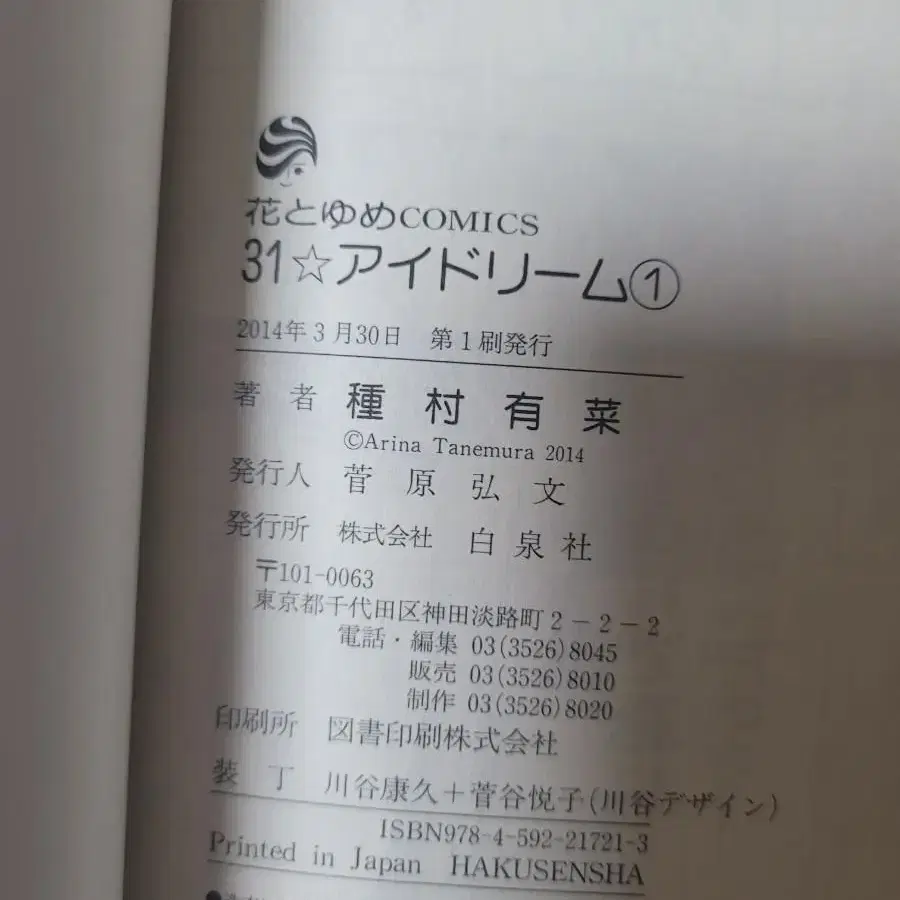 花とゆめCOMICS
31☆アイドリーム①
2014年3月30日 第1刷発行
著者 種村有菜
©Arina Tanemura 2014
発行人 菅原弘文
発行所 株式会社 白泉社
〒101-0063
東京都千代田区神田淡路町2-2-2
電話・編集 03(3526)8045
販売 03(3526)8010
制作 03(3526)8020
印刷所 図書印刷株式会社
装丁 川谷康久+菅谷悦子(川谷デザイン)
ISBN978-4-592-21721-3
Printed in Japan HAKUSENSHA